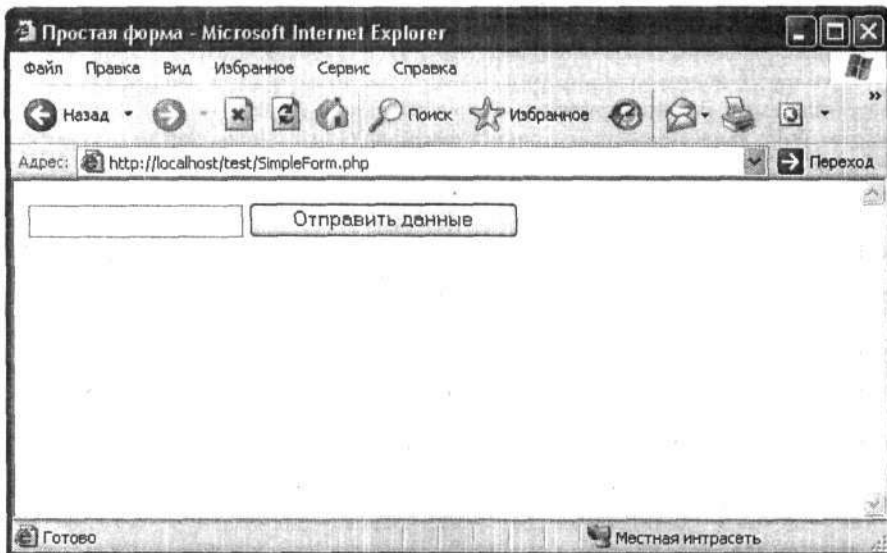 Простая форма - Microsoft Internet Explorer
Файл Правка Вид Избранное Сервис Справка
Назад Поиск Избранное »
Адрес: http://localhost/test/SimpleForm.php Переход
Отправить данные
Готово Местная интрасеть